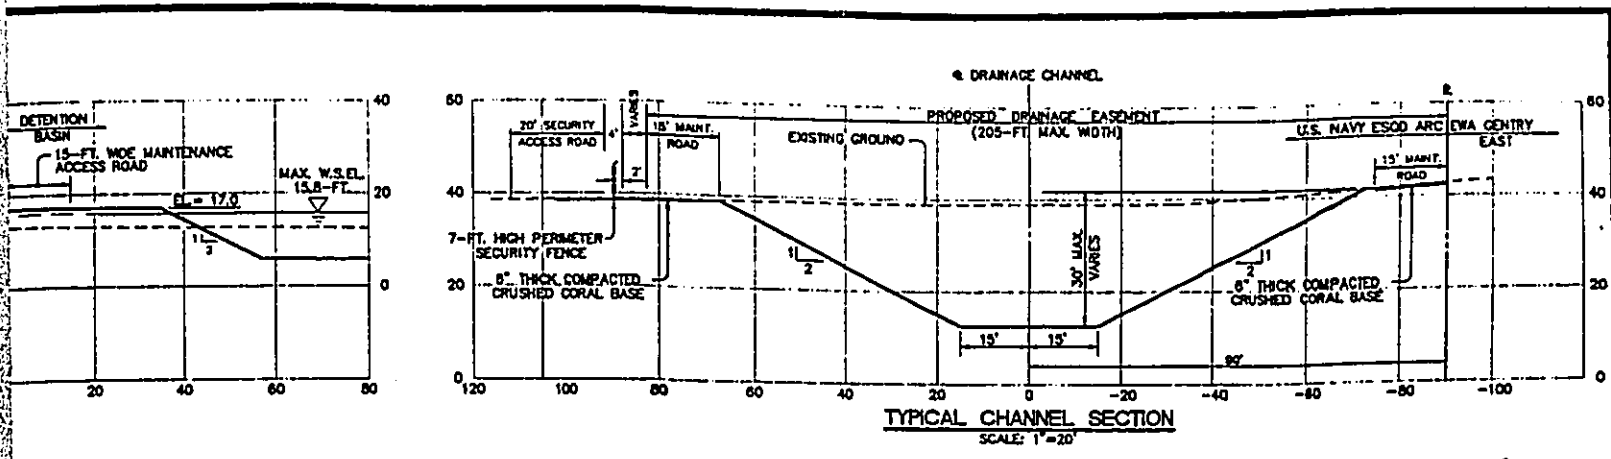 DETENTION
BASIN
15-FT. WIDE MAINTENANCE
ACCESS ROAD
EL. = 17.0
MAX. W.S.EL.
15.8-FT.
1
3
40
20
0
20
40
60
80
℄ DRAINAGE CHANNEL
60
40
20
0
20' SECURITY
ACCESS ROAD
4'
VARIES
15' MAINT.
ROAD
2'
PROPOSED DRAINAGE EASEMENT
(205-FT. MAX. WIDTH)
EXISTING GROUND
U.S. NAVY ESQD ARC
EWA GENTRY
EAST
15' MAINT.
ROAD
7-FT. HIGH PERIMETER
SECURITY FENCE
1
2
30' MAX.
VARIES
1
2
6" THICK COMPACTED
CRUSHED CORAL BASE
6" THICK COMPACTED
CRUSHED CORAL BASE
15'
15'
90'
60
40
20
0
120
100
80
60
40
20
0
-20
-40
-60
-80
-100
TYPICAL CHANNEL SECTION
SCALE: 1"=20'